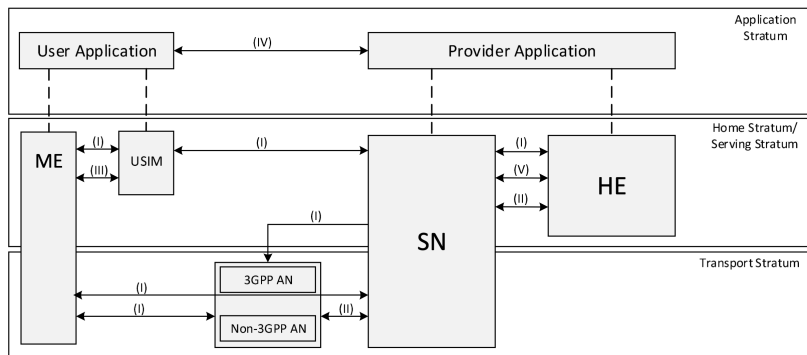 Application
Stratum
User Application
(IV)
Provider Application
Home Stratum/
Serving Stratum
ME
(I)
(III)
USIM
(I)
SN
(I)
(V)
(II)
HE
(I)
Transport Stratum
3GPP AN
(I)
(I)
Non-3GPP AN
(II)